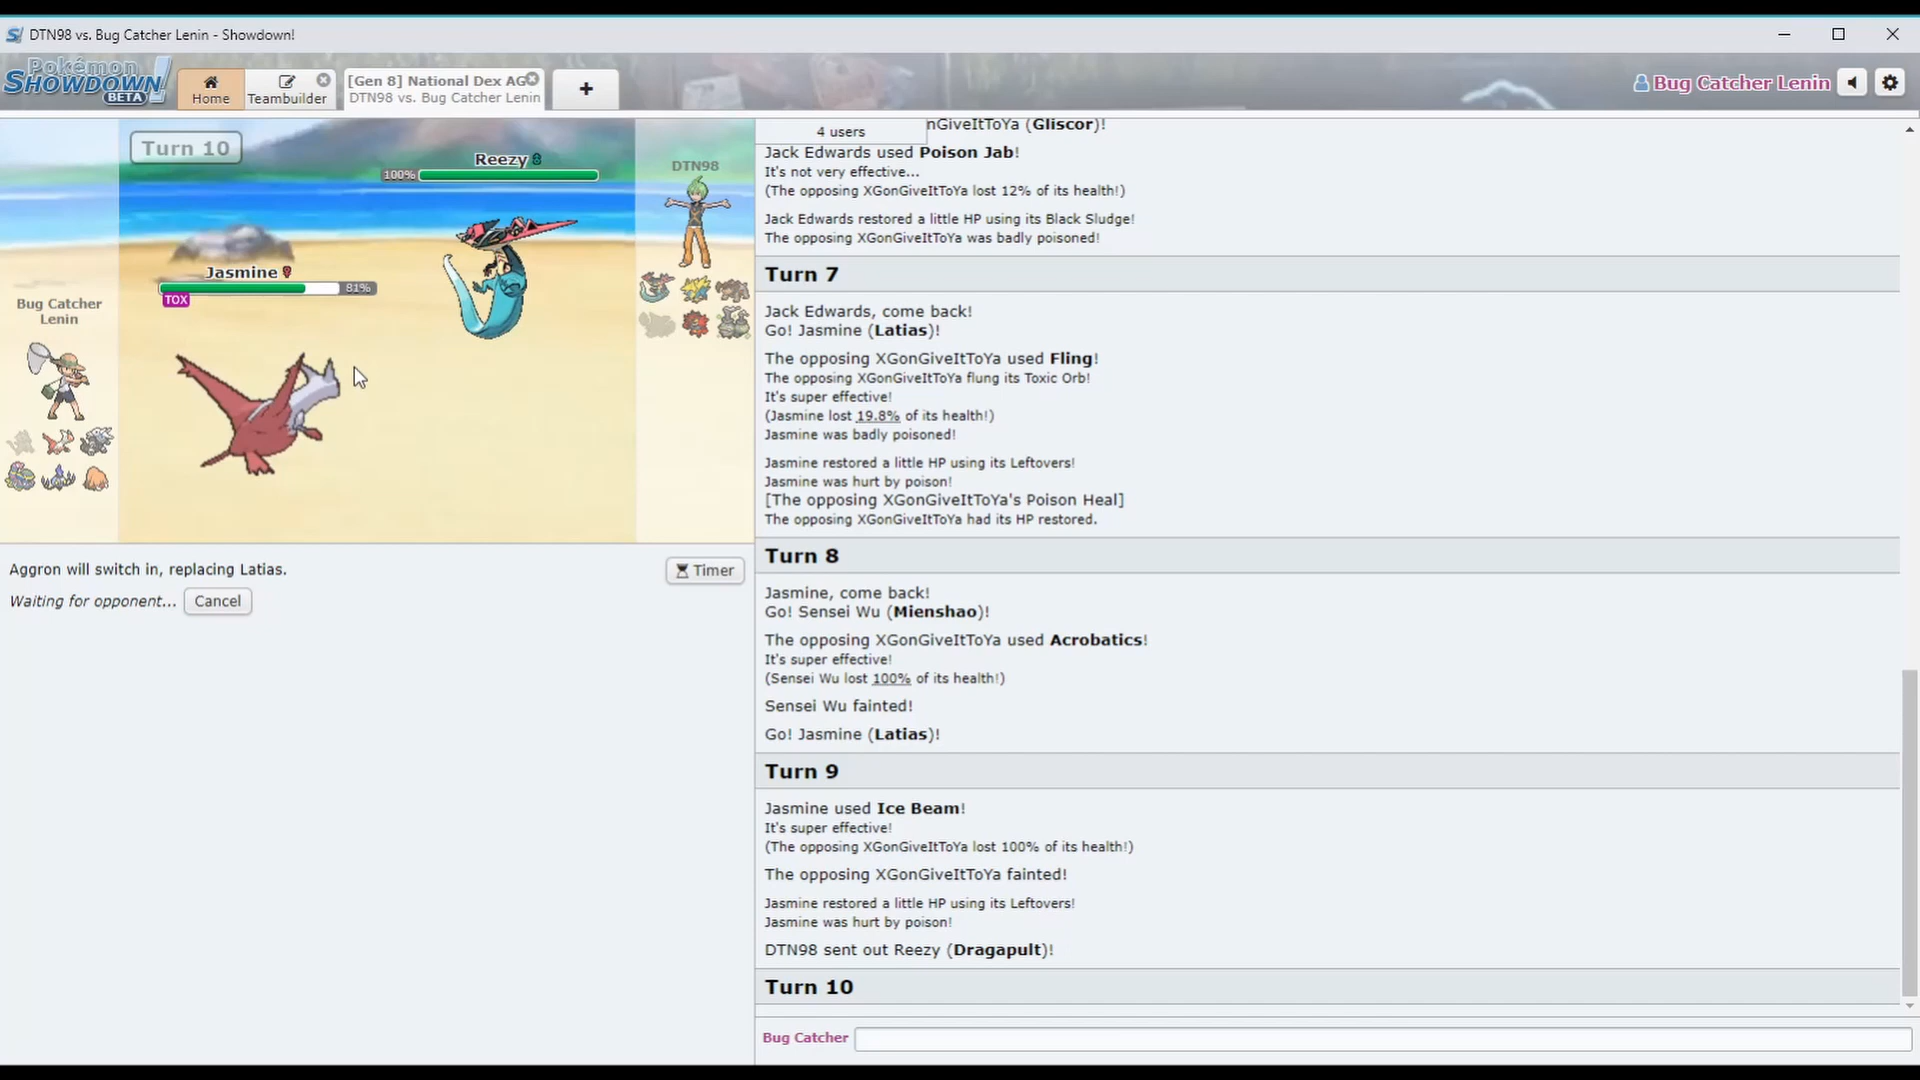 DTN98 vs. Bug Catcher Lenin - Showdown!
Pokémon
SHOWDOWN!
BETA
Home
Teambuilder
[Gen 8] National Dex AG
DTN98 vs. Bug Catcher Lenin
+
Bug Catcher Lenin
Turn 10
Reezy
100%
DTN98
Jasmine
81%
TOX
Bug Catcher
Lenin
Aggron will switch in, replacing Latias.
Timer
Waiting for opponent...
Cancel
4 users
nGiveItToYa (Gliscor)!
Jack Edwards used Poison Jab!
It's not very effective...
(The opposing XGonGiveItToYa lost 12% of its health!)
Jack Edwards restored a little HP using its Black Sludge!
The opposing XGonGiveItToYa was badly poisoned!
Turn 7
Jack Edwards, come back!
Go! Jasmine (Latias)!
The opposing XGonGiveItToYa used Fling!
The opposing XGonGiveItToYa flung its Toxic Orb!
It's super effective!
(Jasmine lost 19.8% of its health!)
Jasmine was badly poisoned!
Jasmine restored a little HP using its Leftovers!
Jasmine was hurt by poison!
[The opposing XGonGiveItToYa's Poison Heal]
The opposing XGonGiveItToYa had its HP restored.
Turn 8
Jasmine, come back!
Go! Sensei Wu (Mienshao)!
The opposing XGonGiveItToYa used Acrobatics!
It's super effective!
(Sensei Wu lost 100% of its health!)
Sensei Wu fainted!
Go! Jasmine (Latias)!
Turn 9
Jasmine used Ice Beam!
It's super effective!
(The opposing XGonGiveItToYa lost 100% of its health!)
The opposing XGonGiveItToYa fainted!
Jasmine restored a little HP using its Leftovers!
Jasmine was hurt by poison!
DTN98 sent out Reezy (Dragapult)!
Turn 10
Bug Catcher